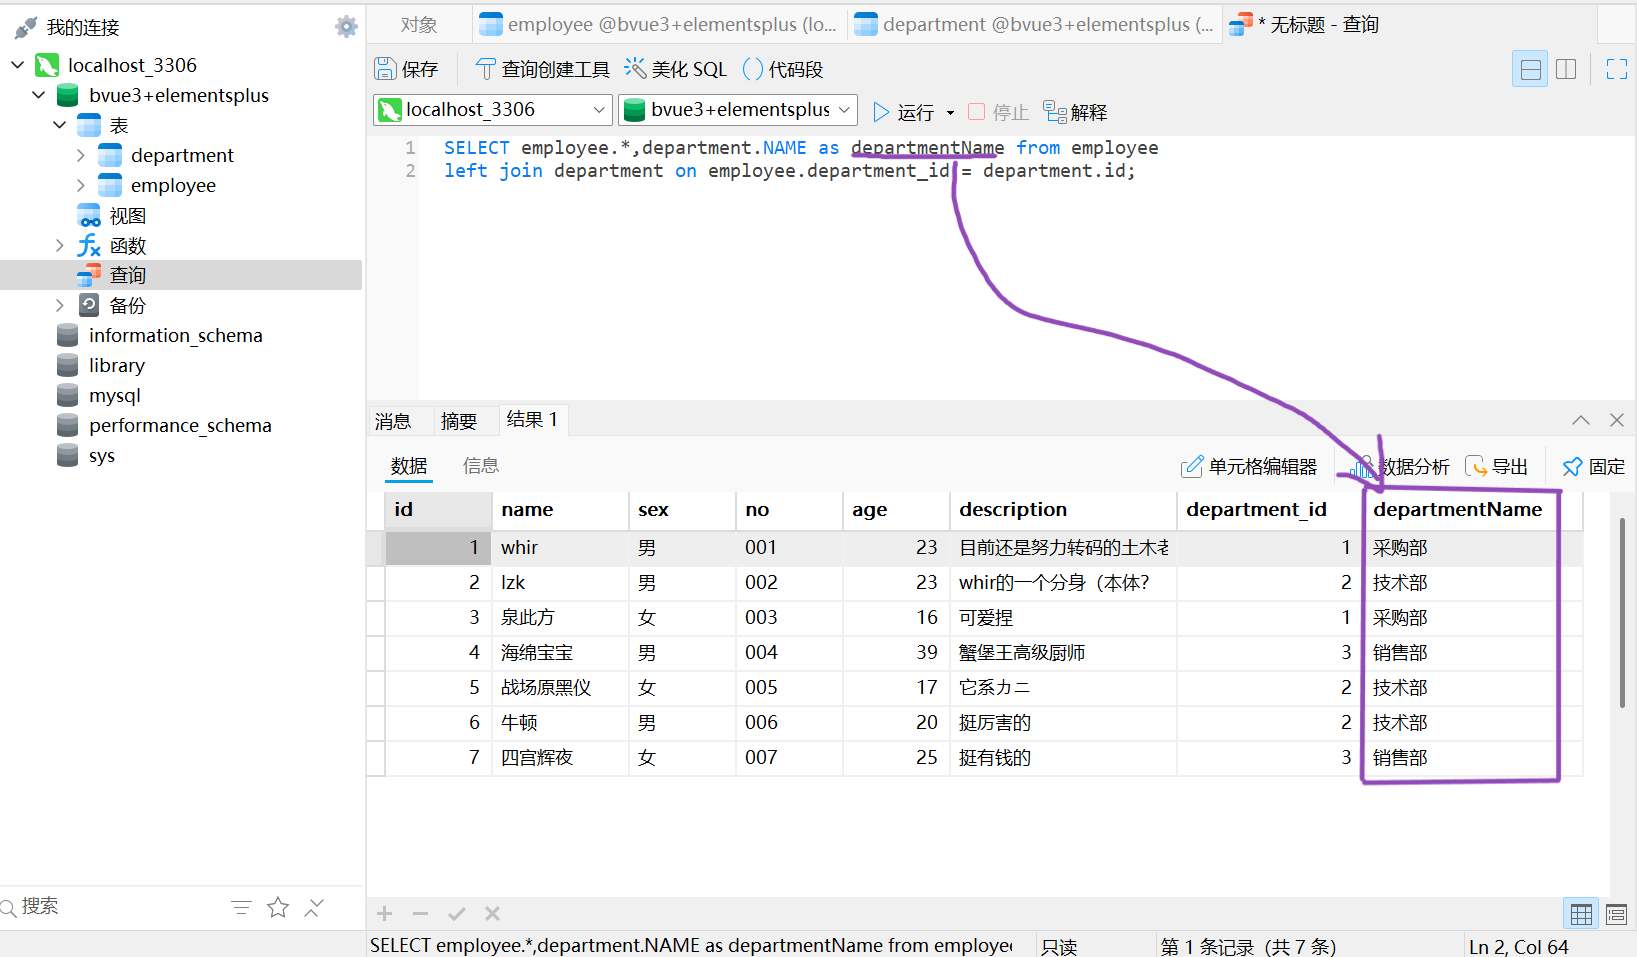 我的连接
localhost_3306
bvue3+elementsplus
表
department
employee
视图
函数
查询
备份
information_schema
library
mysql
performance_schema
sys
搜索
对象
employee @bvue3+elementsplus (lo...
department @bvue3+elementsplus (...
* 无标题 - 查询
保存
查询创建工具
美化 SQL
代码段
localhost_3306
bvue3+elementsplus
运行
停止
解释
1 SELECT employee.*,department.NAME as departmentName from employee
2 left join department on employee.department_id = department.id;
消息 摘要 结果 1
数据 信息
单元格编辑器 数据分析 导出 固定
id name sex no age description department_id departmentName
1 whir 男 001 23 目前还是努力转码的土木老 1 采购部
2 lzk 男 002 23 whir的一个分身（本体？ 2 技术部
3 泉此方 女 003 16 可爱捏 1 采购部
4 海绵宝宝 男 004 39 蟹堡王高级厨师 3 销售部
5 战场原黑仪 女 005 17 它系カニ 2 技术部
6 牛顿 男 006 20 挺厉害的 2 技术部
7 四宫辉夜 女 007 25 挺有钱的 3 销售部
SELECT employee.*,department.NAME as departmentName from employee
只读
第 1 条记录（共 7 条）
Ln 2, Col 64